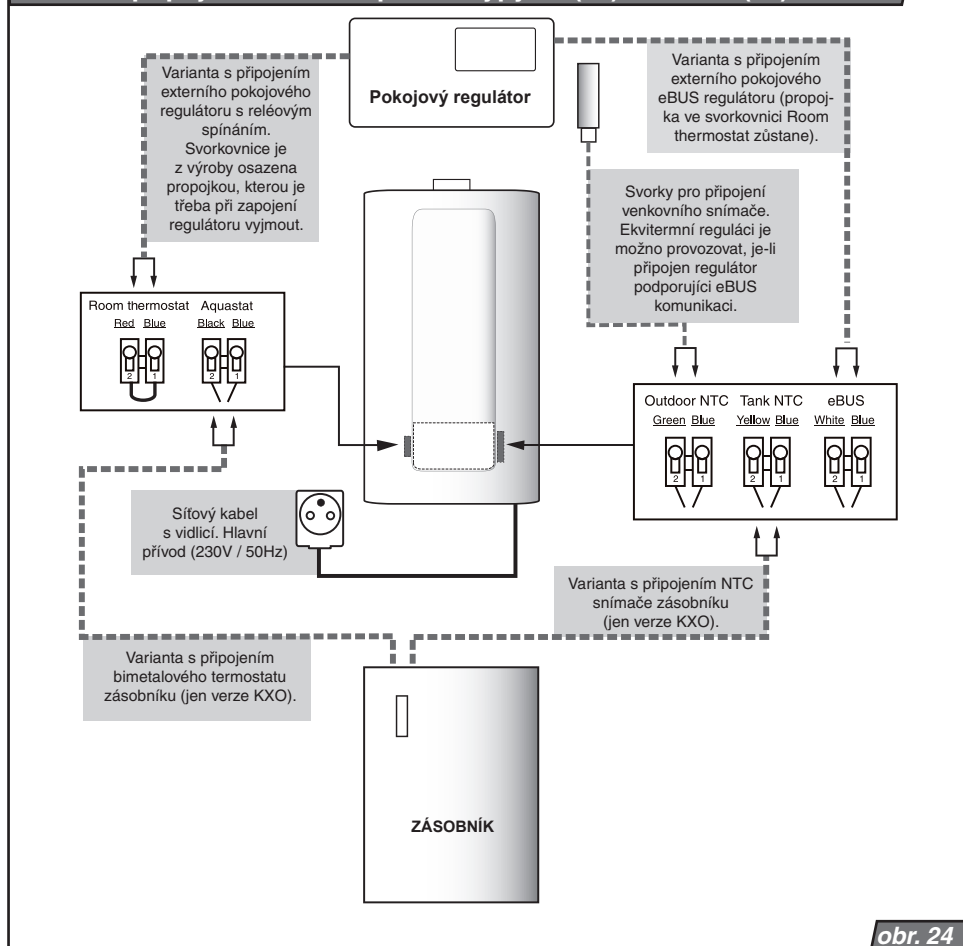 Varianta s připojením
externího pokojového
regulátoru s reléovým
spínáním.
Svorkovnice je
z výroby osazena
propojkou, kterou je
třeba při zapojení
regulátoru vyjmout.
Pokojový regulátor
Varianta s připojením
externího pokojového
eBUS regulátoru (propoj-
ka ve svorkovnici Room
thermostat zůstane).
Svorky pro připojení
venkovního snímače.
Ekvitermní reguláci je
možno provozovat, je-li
připojen regulátor
podporujíci eBUS
komunikaci.
Room thermostat Aquastat
Red Blue Black Blue
2 1 2 1
Outdoor NTC Tank NTC eBUS
Green Blue Yellow Blue White Blue
2 1 2 1 2 1
Síťový kabel
s vidlicí. Hlavní
přívod (230V / 50Hz)
Varianta s připojením NTC
snímače zásobníku
(jen verze KXO).
Varianta s připojením
bimetalového termostatu
zásobníku (jen verze KXO).
ZÁSOBNÍK
obr. 24